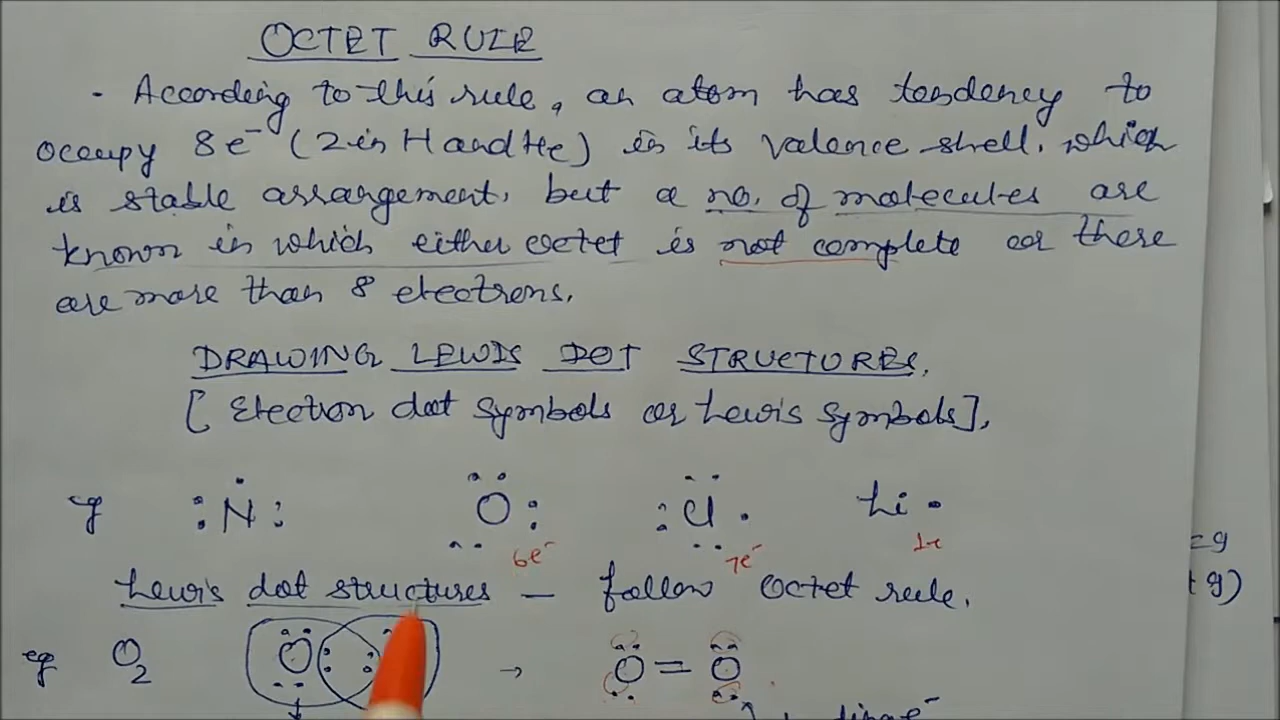 OCTET RULE
· According to this rule, an atom has tendency to
occupy 8e⁻ (2 in H and He) in its valence shell, which
is stable arrangement, but a no. of molecules are
known in which either octet is not complete or there
are more than 8 electrons.
DRAWING LEWIS DOT STRUCTURES.
[Electron dot symbols or Lewis symbols],
eg :N: O: :Cl. Li.
6e⁻ 7e⁻ 1e
Lewis dot structures – follow octet rule.
eg O₂ O → O = O
= 9
9)